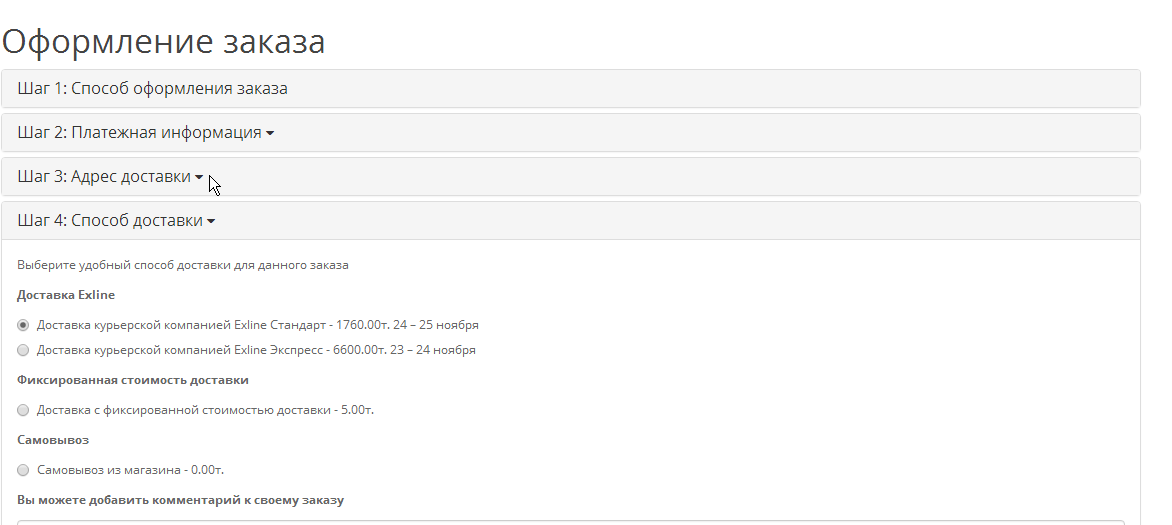 Оформление заказа
Шаг 1: Способ оформления заказа
Шаг 2: Платежная информация
Шаг 3: Адрес доставки
Шаг 4: Способ доставки
Выберите удобный способ доставки для данного заказа
Доставка Exline
Доставка курьерской компанией Exline Стандарт - 1760.00т. 24 – 25 ноября
Доставка курьерской компанией Exline Экспресс - 6600.00т. 23 – 24 ноября
Фиксированная стоимость доставки
Доставка с фиксированной стоимостью доставки - 5.00т.
Самовывоз
Самовывоз из магазина - 0.00т.
Вы можете добавить комментарий к своему заказу